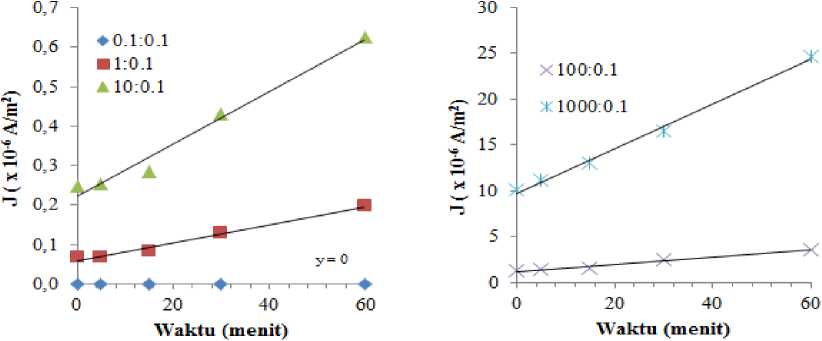 0,7
0,6
0,5
0,4
0,3
0,2
0,1
0,0
J ( x 10-6 A/m2)
0.1:0.1
1:0.1
10:0.1
y = 0
0 20 40 60
Waktu (menit)
30
25
20
15
10
5
0
J ( x 10-6 A/m2)
100:0.1
1000:0.1
0 20 40 60
Waktu (menit)